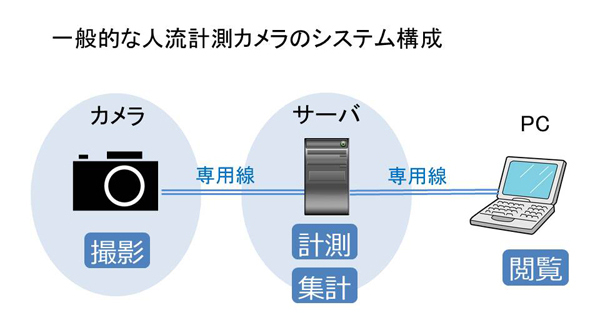 一般的な人流計測カメラのシステム構成
カメラ
サーバ
PC
専用線
専用線
撮影
計測
集計
閲覧